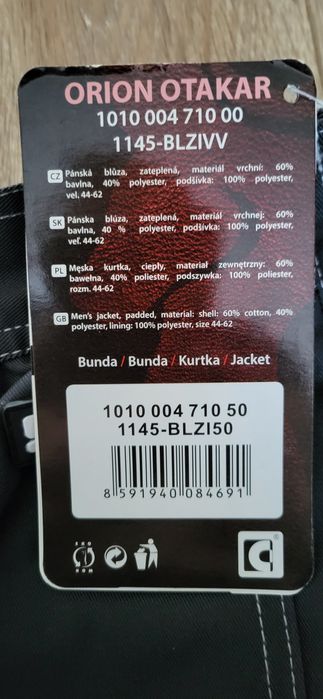 ORION OTAKAR
1010 004 710 00
1145-BLZIVV
CZ Pánská blůza, zateplená, materiál vrchní: 60%
bavlna, 40% polyester, podšívka: 100% polyester,
vel. 44-62
SK Pánska blúza, zateplená, materiál vrchnej: 60%
bavlna, 40 % polyester, podšívka: 100% polyester,
veľ. 44-62
PL Męska kurtka, ciepły, materiał zewnętrzny: 60%
bawełna, 40% poliester, podszywka: 100% poliester,
rozm. 44-62
GB Men's jacket, padded, material: shell: 60% cotton, 40%
polyester, lining: 100% polyester, size 44-62
Bunda / Bunda / Kurtka / Jacket
1010 004 710 50
1145-BLZI50
8 591940 084691
EKO
KOM